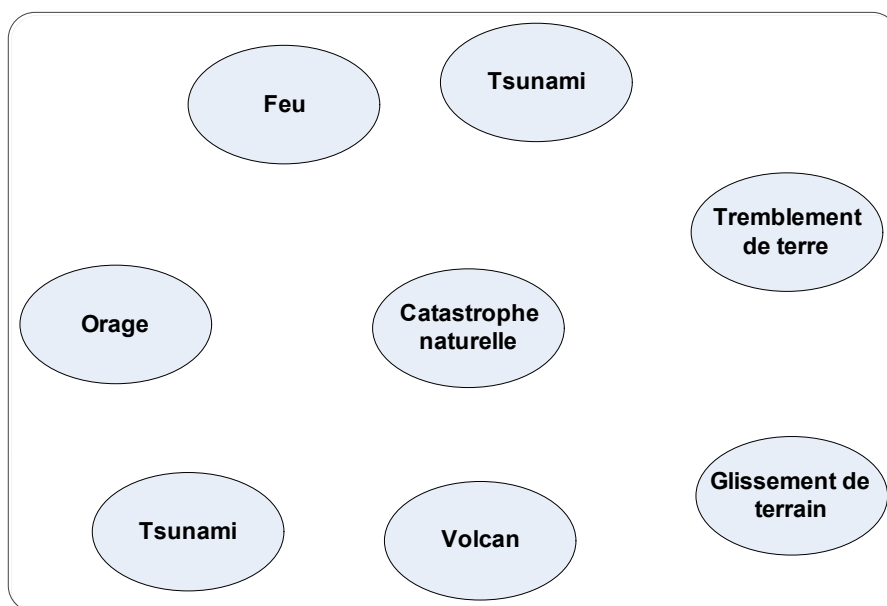 Feu
Tsunami
Tremblement
de terre
Orage
Catastrophe
naturelle
Glissement de
terrain
Tsunami
Volcan